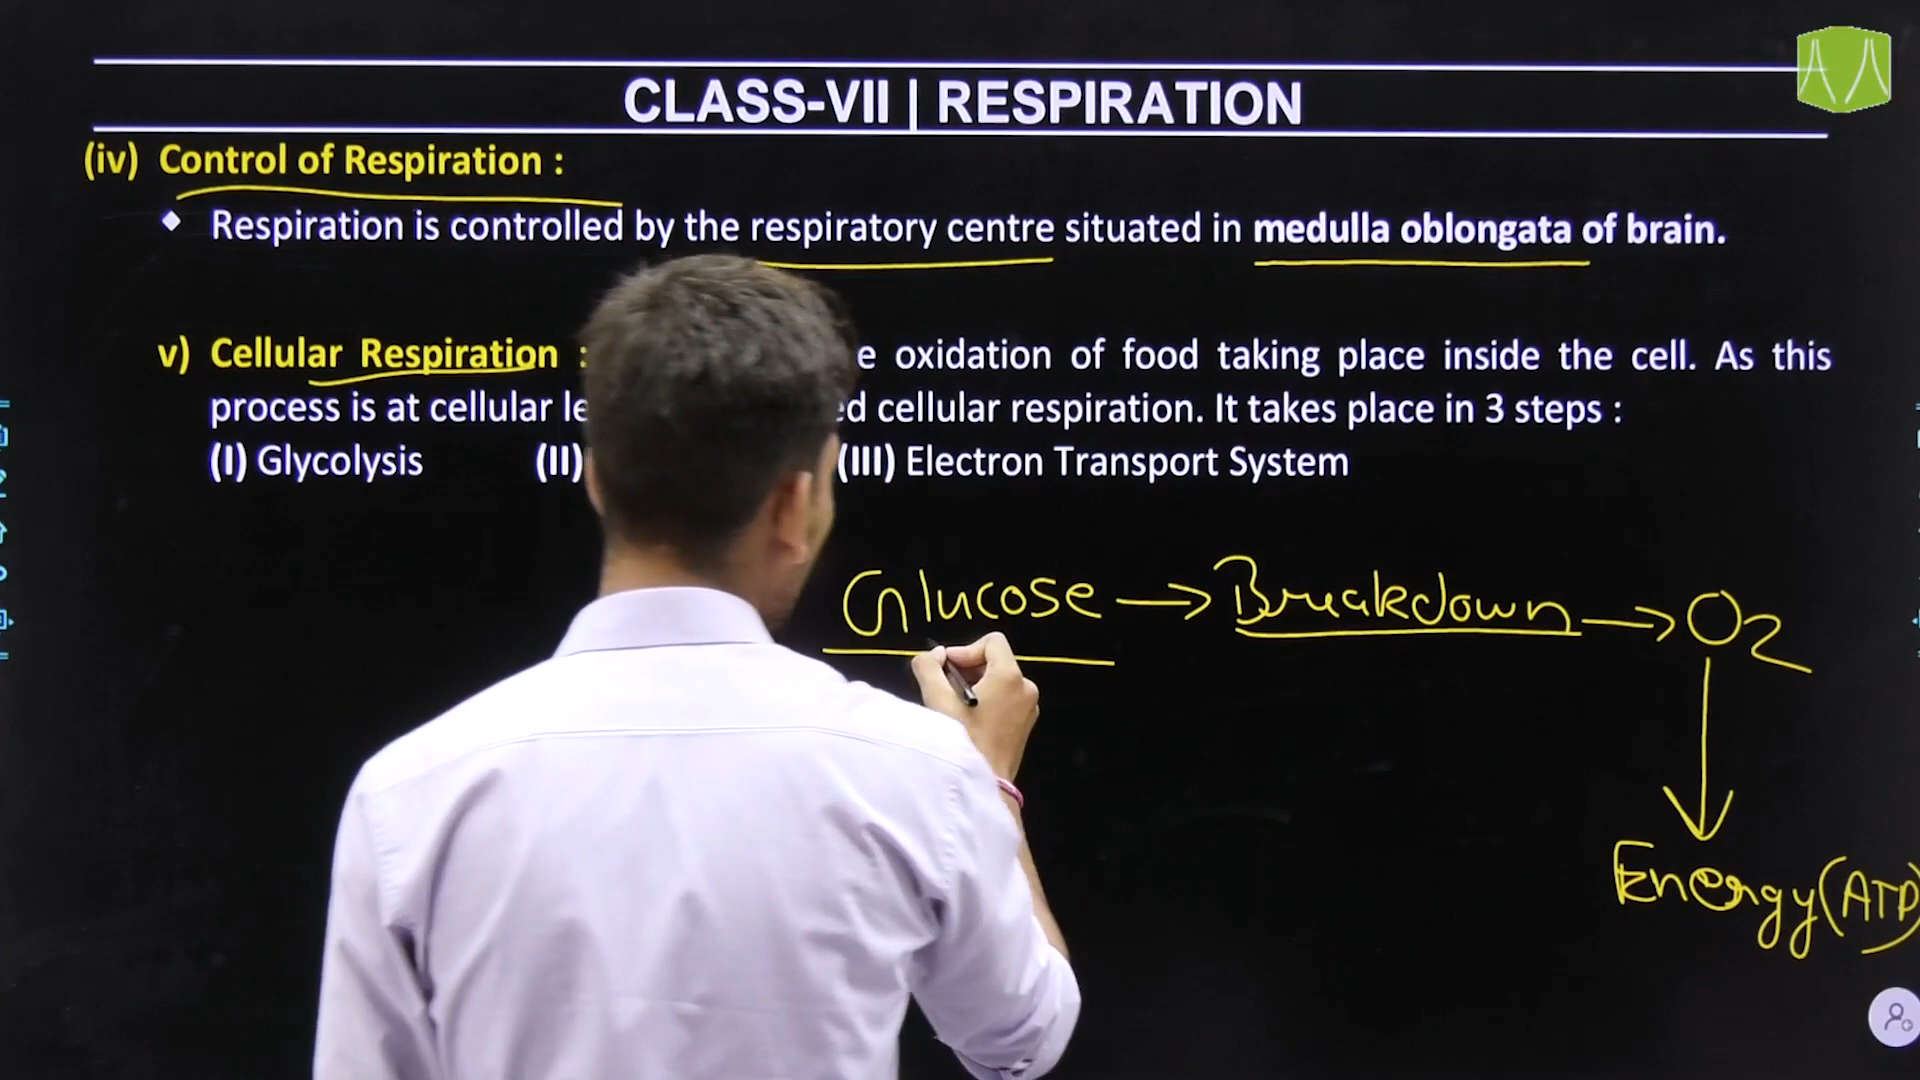 CLASS-VII | RESPIRATION
(iv) Control of Respiration :
❖ Respiration is controlled by the respiratory centre situated in medulla oblongata of brain.
v) Cellular Respiration : e oxidation of food taking place inside the cell. As this
process is at cellular le ed cellular respiration. It takes place in 3 steps :
(I) Glycolysis (II) (III) Electron Transport System
Glucose → Breakdown → O2
Energy (ATP)